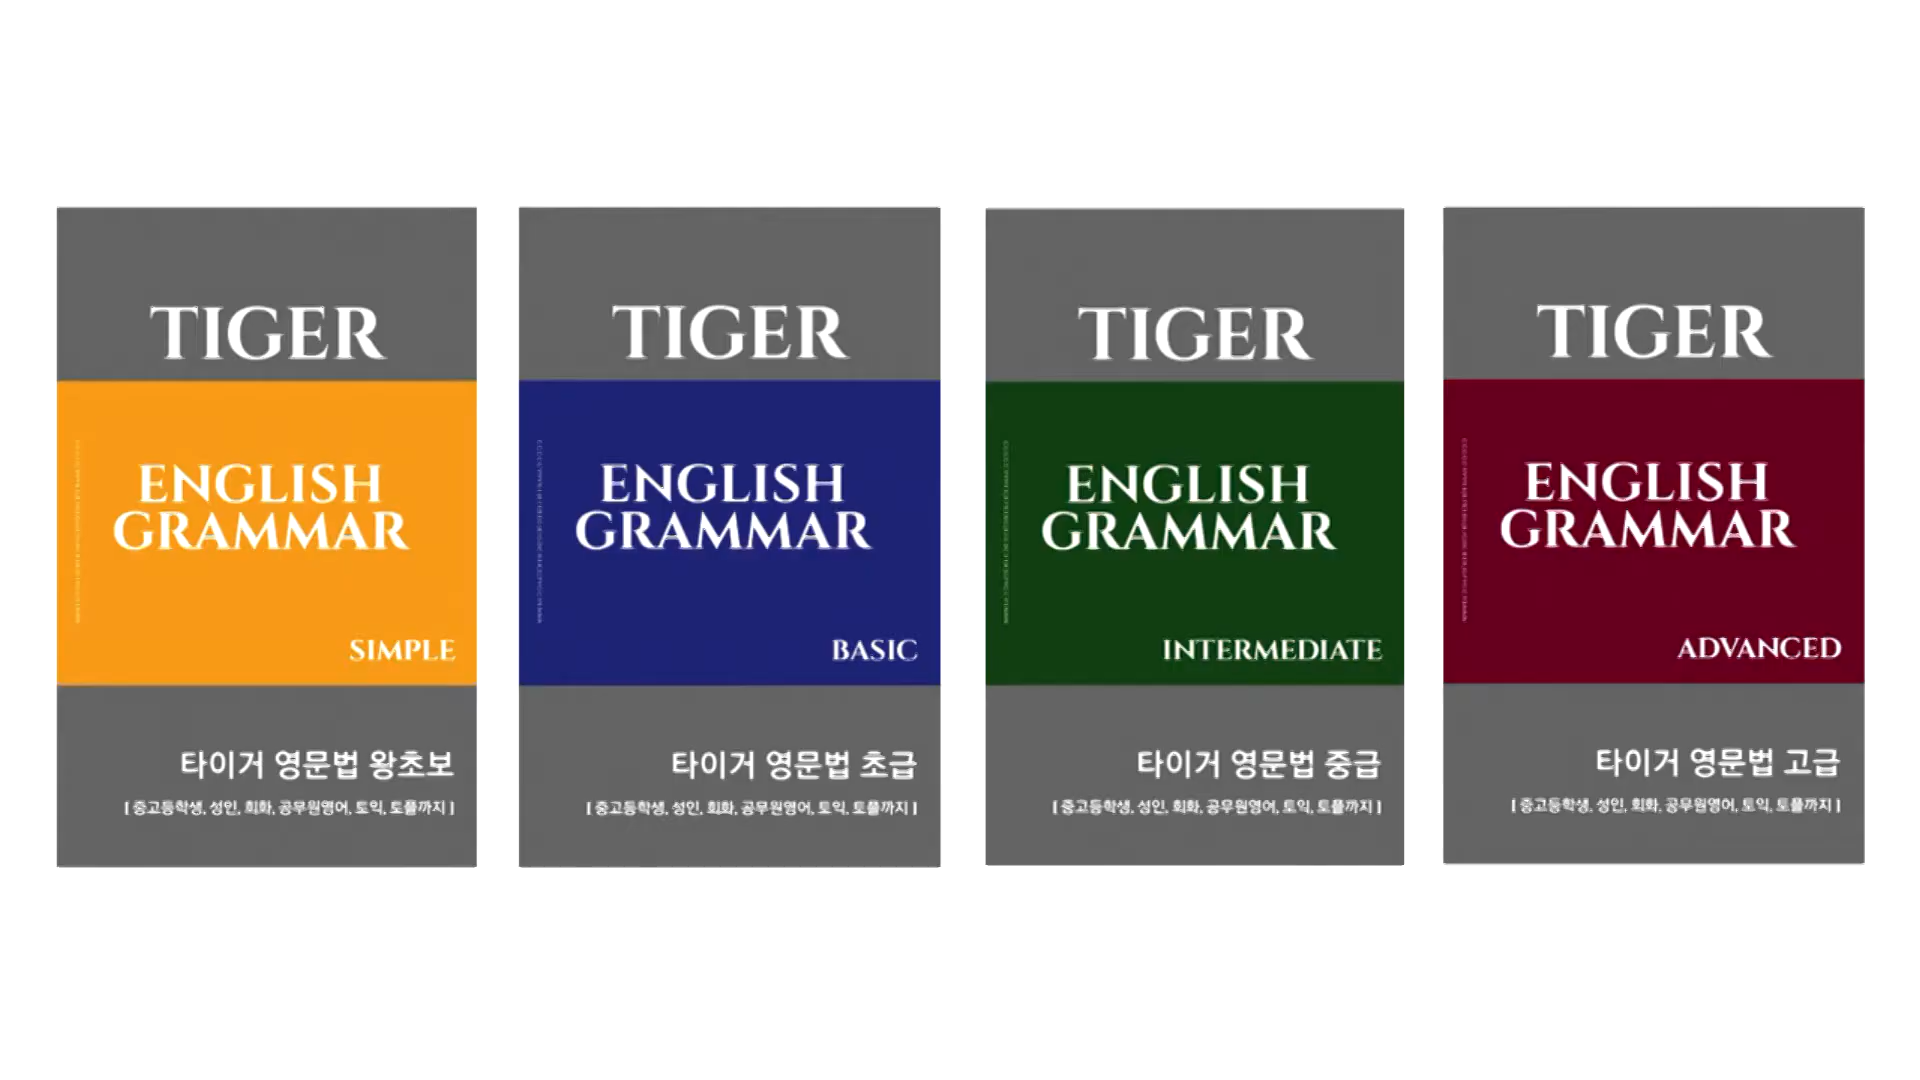 TIGER
ENGLISH
GRAMMAR
SIMPLE
타이거 영문법 왕초보
[ 중고등학생, 성인, 회화, 공무원영어, 토익, 토플까지 ]
TIGER
ENGLISH
GRAMMAR
BASIC
타이거 영문법 초급
[ 중고등학생, 성인, 회화, 공무원영어, 토익, 토플까지 ]
TIGER
ENGLISH
GRAMMAR
INTERMEDIATE
타이거 영문법 중급
[ 중고등학생, 성인, 회화, 공무원영어, 토익, 토플까지 ]
TIGER
ENGLISH
GRAMMAR
ADVANCED
타이거 영문법 고급
[ 중고등학생, 성인, 회화, 공무원영어, 토익, 토플까지 ]